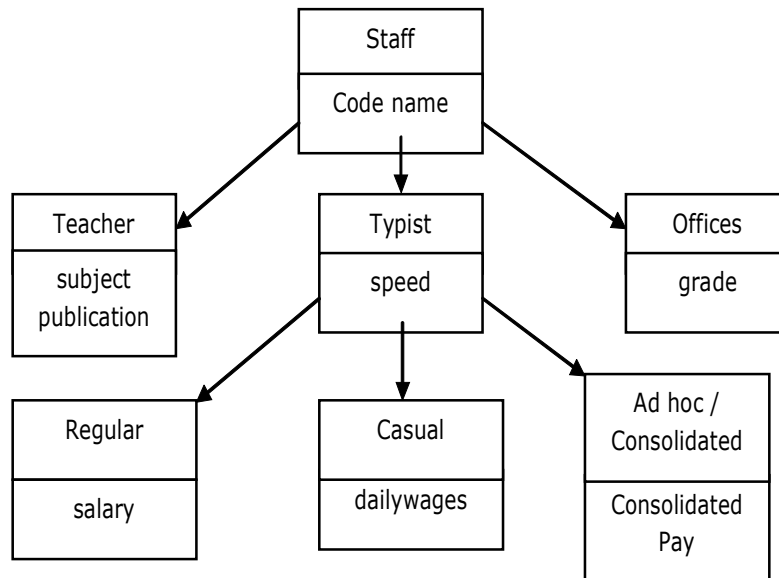 Staff
Code name
Teacher
subject
publication
Typist
speed
Offices
grade
Regular
salary
Casual
dailywages
Ad hoc /
Consolidated
Consolidated
Pay